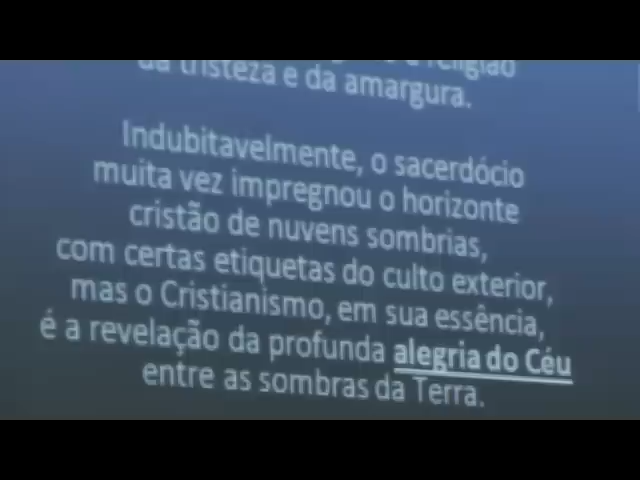 a religião
da tristeza e da amargura.
Indubitavelmente, o sacerdócio
muita vez impregnou o horizonte
cristão de nuvens sombrias,
com certas etiquetas do culto exterior,
mas o Cristianismo, em sua essência,
é a revelação da profunda alegria do Céu
entre as sombras da Terra.